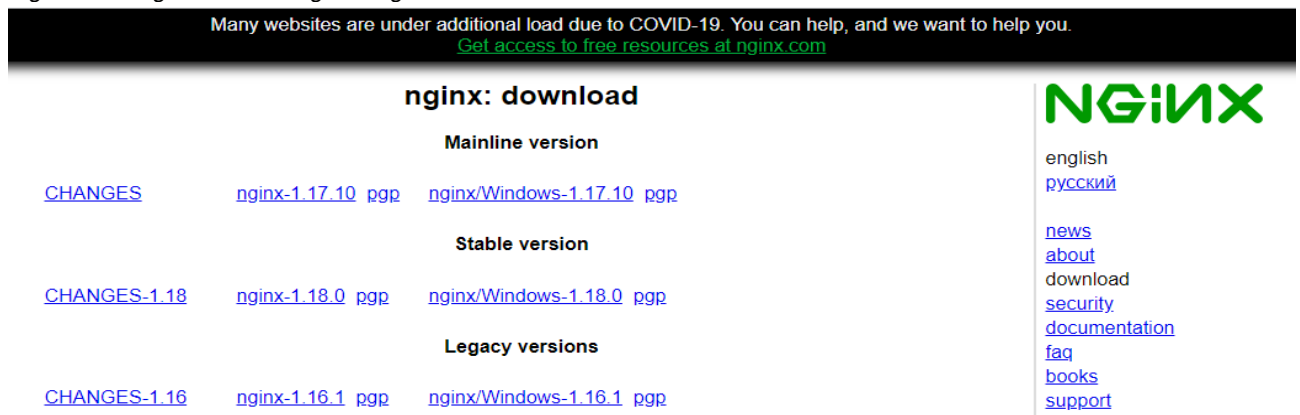 Many websites are under additional load due to COVID-19. You can help, and we want to help you.
Get access to free resources at nginx.com
nginx: download
Mainline version
CHANGES nginx-1.17.10 pgp nginx/Windows-1.17.10 pgp
Stable version
CHANGES-1.18 nginx-1.18.0 pgp nginx/Windows-1.18.0 pgp
Legacy versions
CHANGES-1.16 nginx-1.16.1 pgp nginx/Windows-1.16.1 pgp
NGiИX
english
русский
news
about
download
security
documentation
faq
books
support